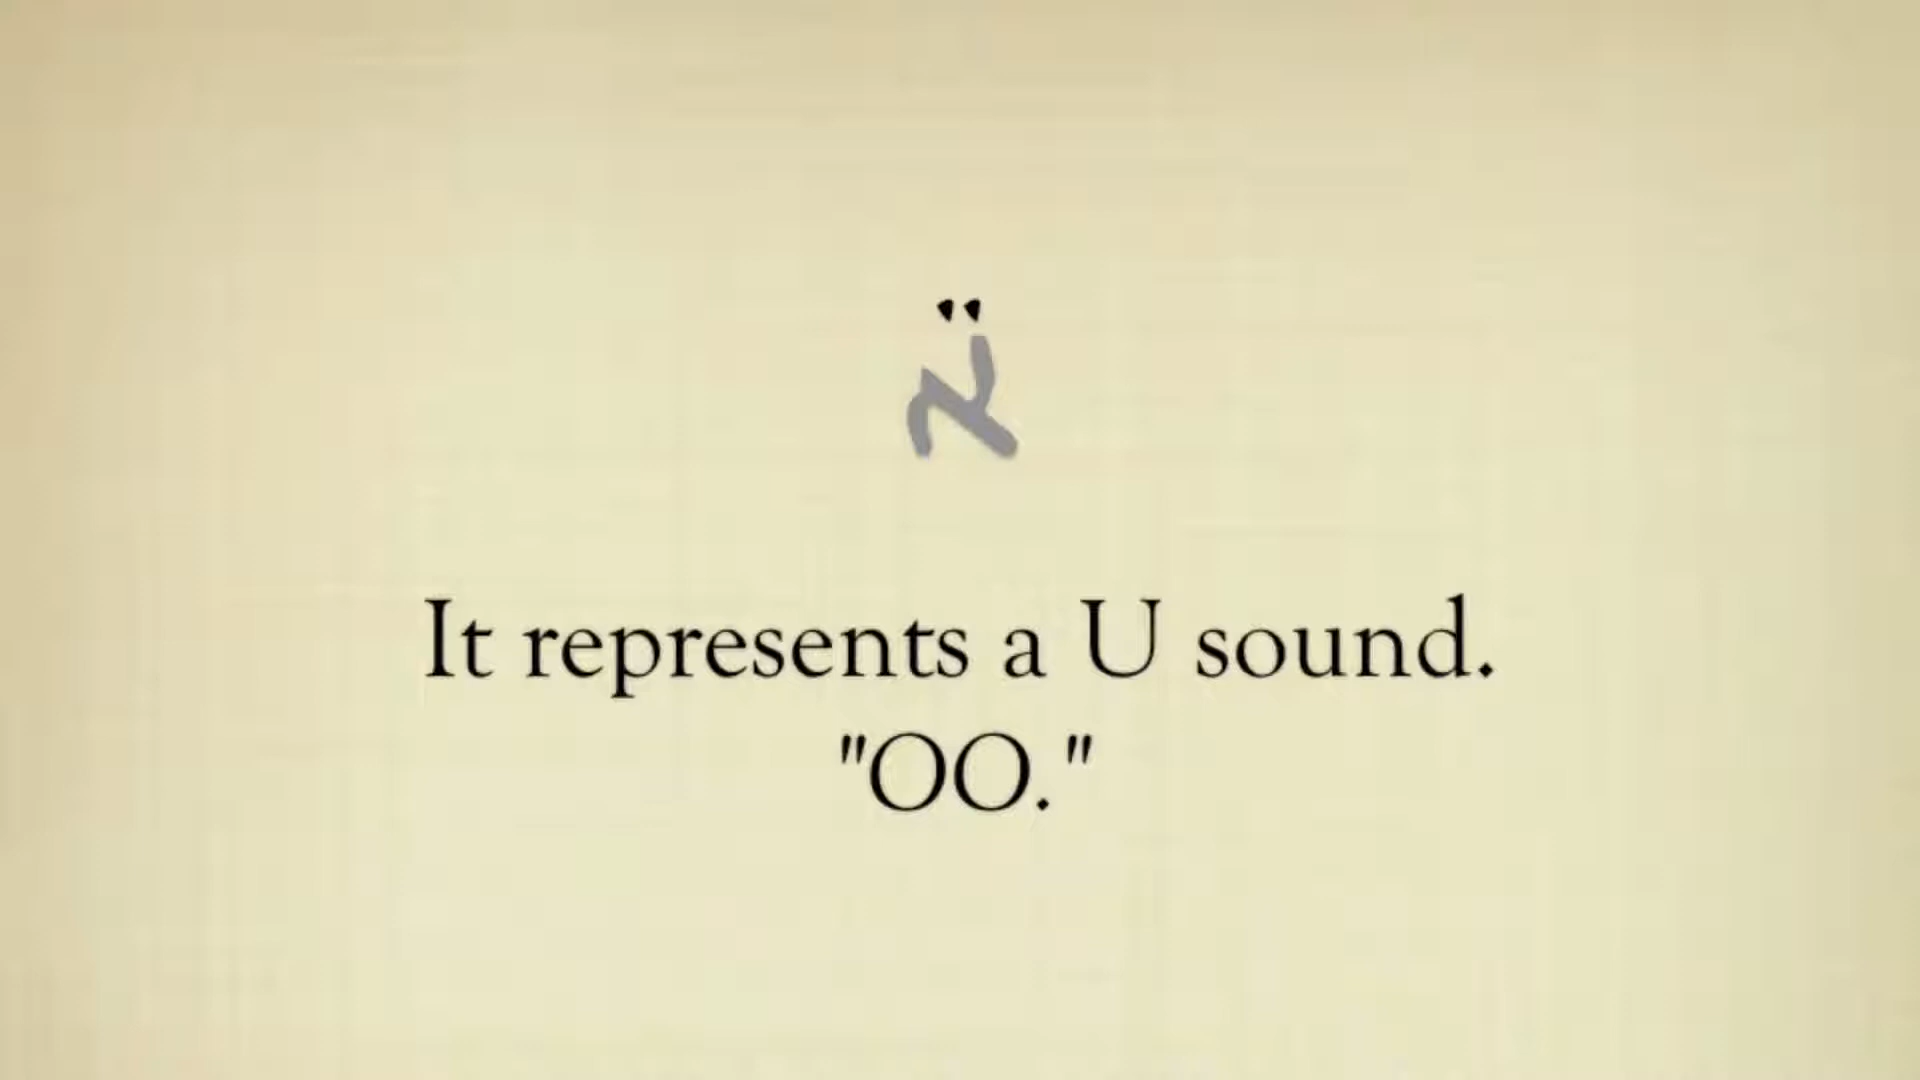 א̈
It represents a U sound.
"OO."